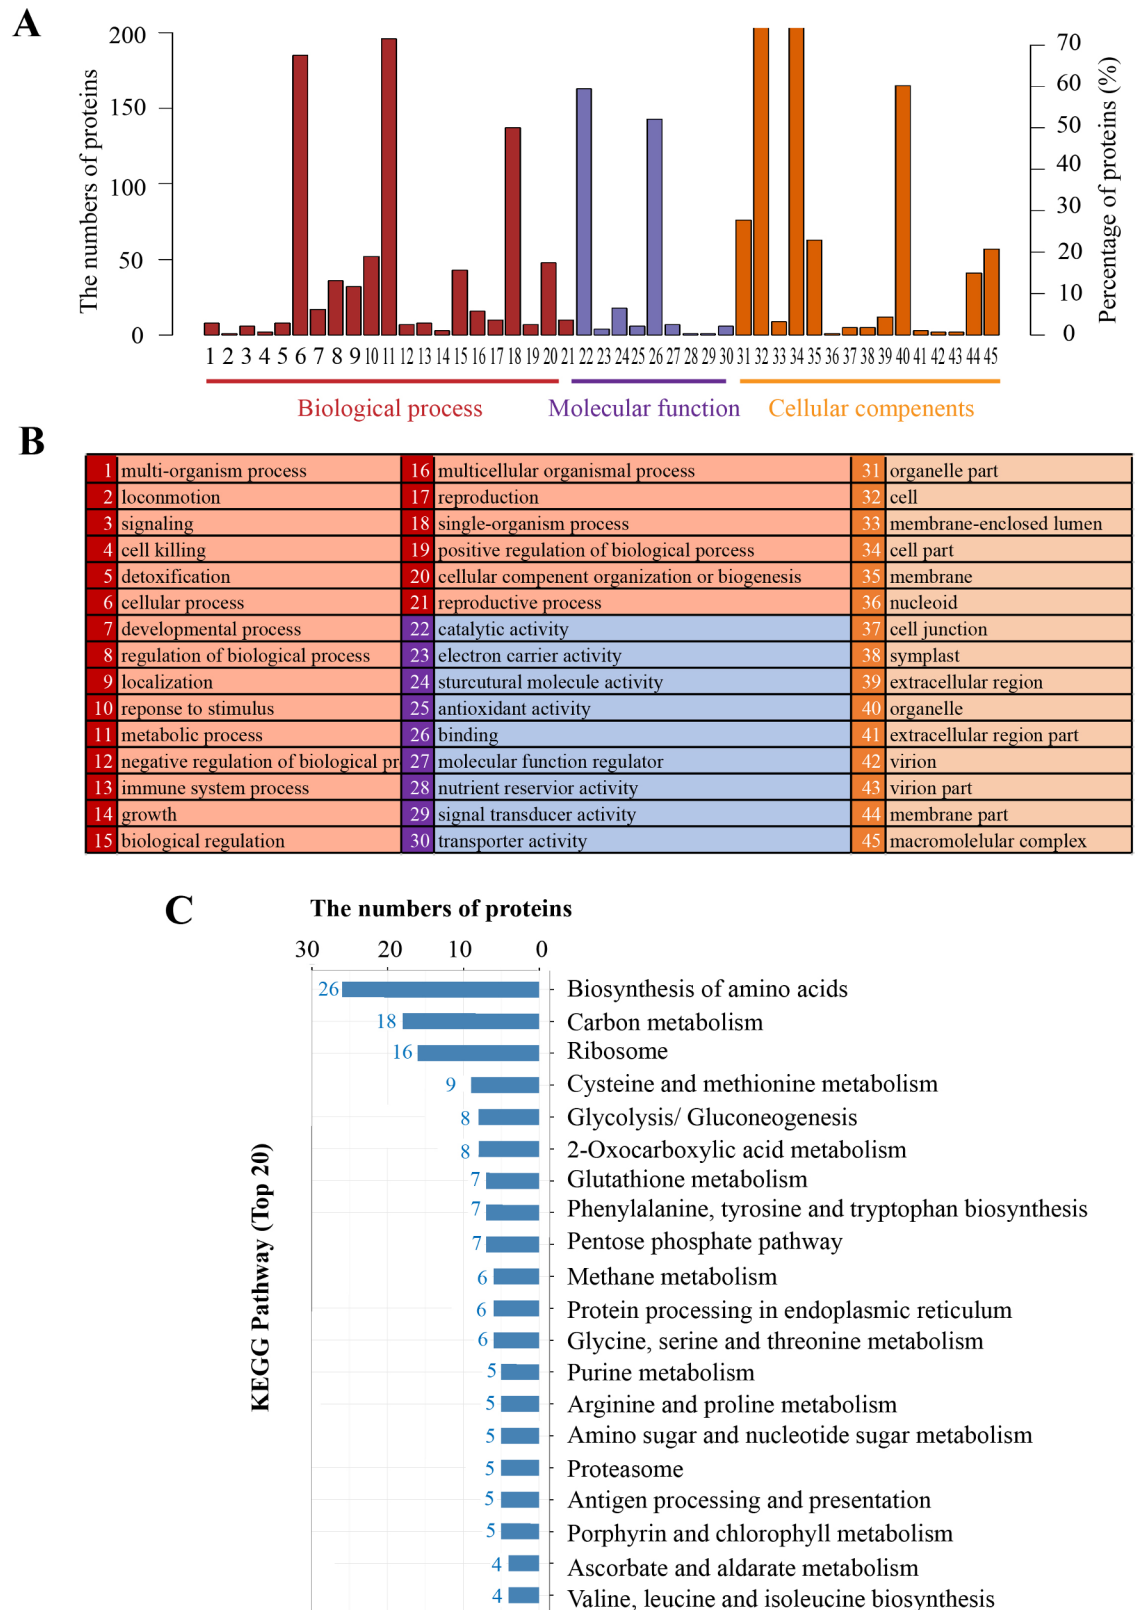 A
The numbers of proteins
200
150
100
50
0
70
60
50
40
30
20
10
0
Percentage of proteins (%)
1 2 3 4 5 6 7 8 9 10 11 12 13 14 15 16 17 18 19 20 21 22 23 24 25 26 27 28 29 30 31 32 33 34 35 36 37 38 39 40 41 42 43 44 45
Biological process Molecular function Cellular compenents
B
1 multi-organism process 16 multicellular organismal process 31 organelle part
2 loconmotion 17 reproduction 32 cell
3 signaling 18 single-organism process 33 membrane-enclosed lumen
4 cell killing 19 positive regulation of biological porcess 34 cell part
5 detoxification 20 cellular compenent organization or biogenesis 35 membrane
6 cellular process 21 reproductive process 36 nucleoid
7 developmental process 22 catalytic activity 37 cell junction
8 regulation of biological process 23 electron carrier activity 38 symplast
9 localization 24 sturcutural molecule activity 39 extracellular region
10 reponse to stimulus 25 antioxidant activity 40 organelle
11 metabolic process 26 binding 41 extracellular region part
12 negative regulation of biological pr 27 molecular function regulator 42 virion
13 immune system process 28 nutrient reservior activity 43 virion part
14 growth 29 signal transducer activity 44 membrane part
15 biological regulation 30 transporter activity 45 macromolelular complex
C
The numbers of proteins
30 20 10 0
KEGG Pathway (Top 20)
26 Biosynthesis of amino acids
18 Carbon metabolism
16 Ribosome
9 Cysteine and methionine metabolism
8 Glycolysis/ Gluconeogenesis
8 2-Oxocarboxylic acid metabolism
7 Glutathione metabolism
7 Phenylalanine, tyrosine and tryptophan biosynthesis
7 Pentose phosphate pathway
6 Methane metabolism
6 Protein processing in endoplasmic reticulum
6 Glycine, serine and threonine metabolism
5 Purine metabolism
5 Arginine and proline metabolism
5 Amino sugar and nucleotide sugar metabolism
5 Proteasome
5 Antigen processing and presentation
5 Porphyrin and chlorophyll metabolism
4 Ascorbate and aldarate metabolism
4 Valine, leucine and isoleucine biosynthesis